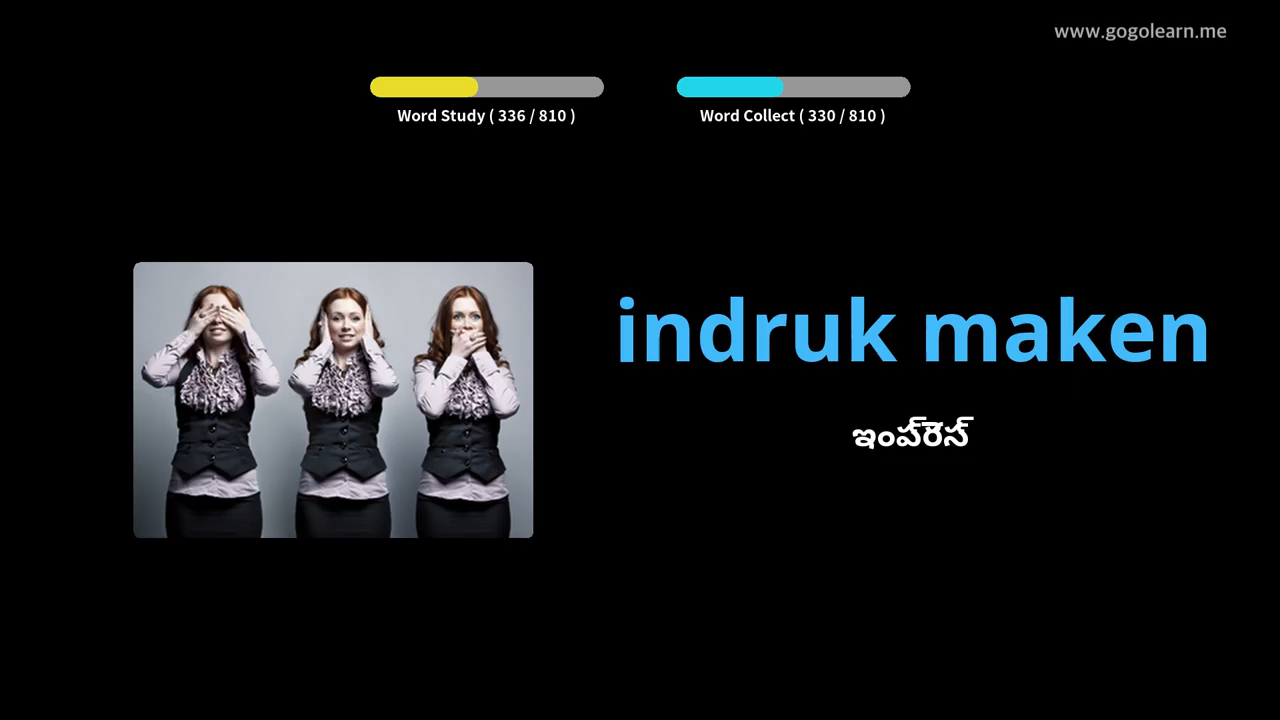 www.gogolearn.me
Word Study ( 336 / 810 )
Word Collect ( 330 / 810 )
indruk maken
ఇంప్‌రెస్